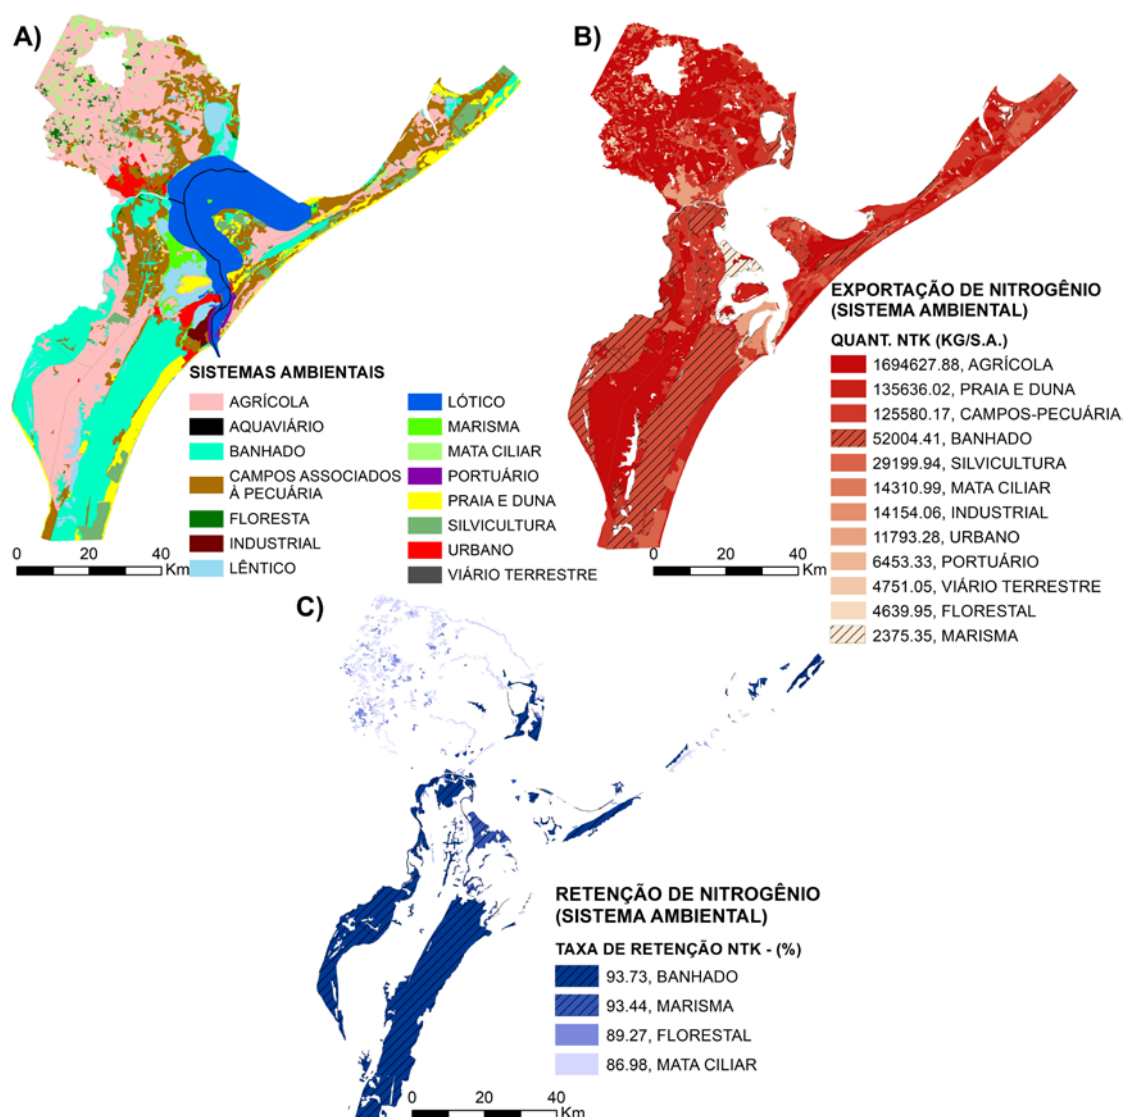 A)
SISTEMAS AMBIENTAIS
AGRÍCOLA
AQUAVIÁRIO
BANHADO
CAMPOS ASSOCIADOS
À PECUÁRIA
FLORESTA
INDUSTRIAL
LÊNTICO
LÓTICO
MARISMA
MATA CILIAR
PORTUÁRIO
PRAIA E DUNA
SILVICULTURA
URBANO
VIÁRIO TERRESTRE
0 20 40
Km
B)
EXPORTAÇÃO DE NITROGÊNIO
(SISTEMA AMBIENTAL)
QUANT. NTK (KG/S.A.)
1694627.88, AGRÍCOLA
135636.02, PRAIA E DUNA
125580.17, CAMPOS-PECUÁRIA
52004.41, BANHADO
29199.94, SILVICULTURA
14310.99, MATA CILIAR
14154.06, INDUSTRIAL
11793.28, URBANO
6453.33, PORTUÁRIO
4751.05, VIÁRIO TERRESTRE
4639.95, FLORESTAL
2375.35, MARISMA
0 20 40
Km
C)
RETENÇÃO DE NITROGÊNIO
(SISTEMA AMBIENTAL)
TAXA DE RETENÇÃO NTK - (%)
93.73, BANHADO
93.44, MARISMA
89.27, FLORESTAL
86.98, MATA CILIAR
0 20 40
Km